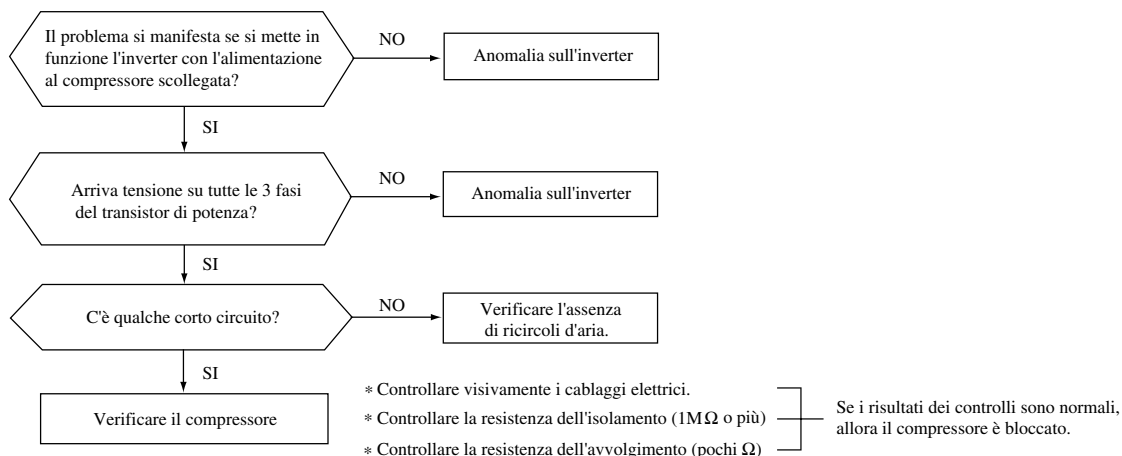 Il problema si manifesta se si mette in
funzione l'inverter con l'alimentazione
al compressore scollegata?
NO
Anomalia sull'inverter
SI
Arriva tensione su tutte le 3 fasi
del transistor di potenza?
NO
Anomalia sull'inverter
SI
C'è qualche corto circuito?
NO
Verificare l'assenza
di ricircoli d'aria.
SI
Verificare il compressore
* Controllare visivamente i cablaggi elettrici.
* Controllare la resistenza dell'isolamento (1MΩ o più)
* Controllare la resistenza dell'avvolgimento (pochi Ω)
Se i risultati dei controlli sono normali,
allora il compressore è bloccato.